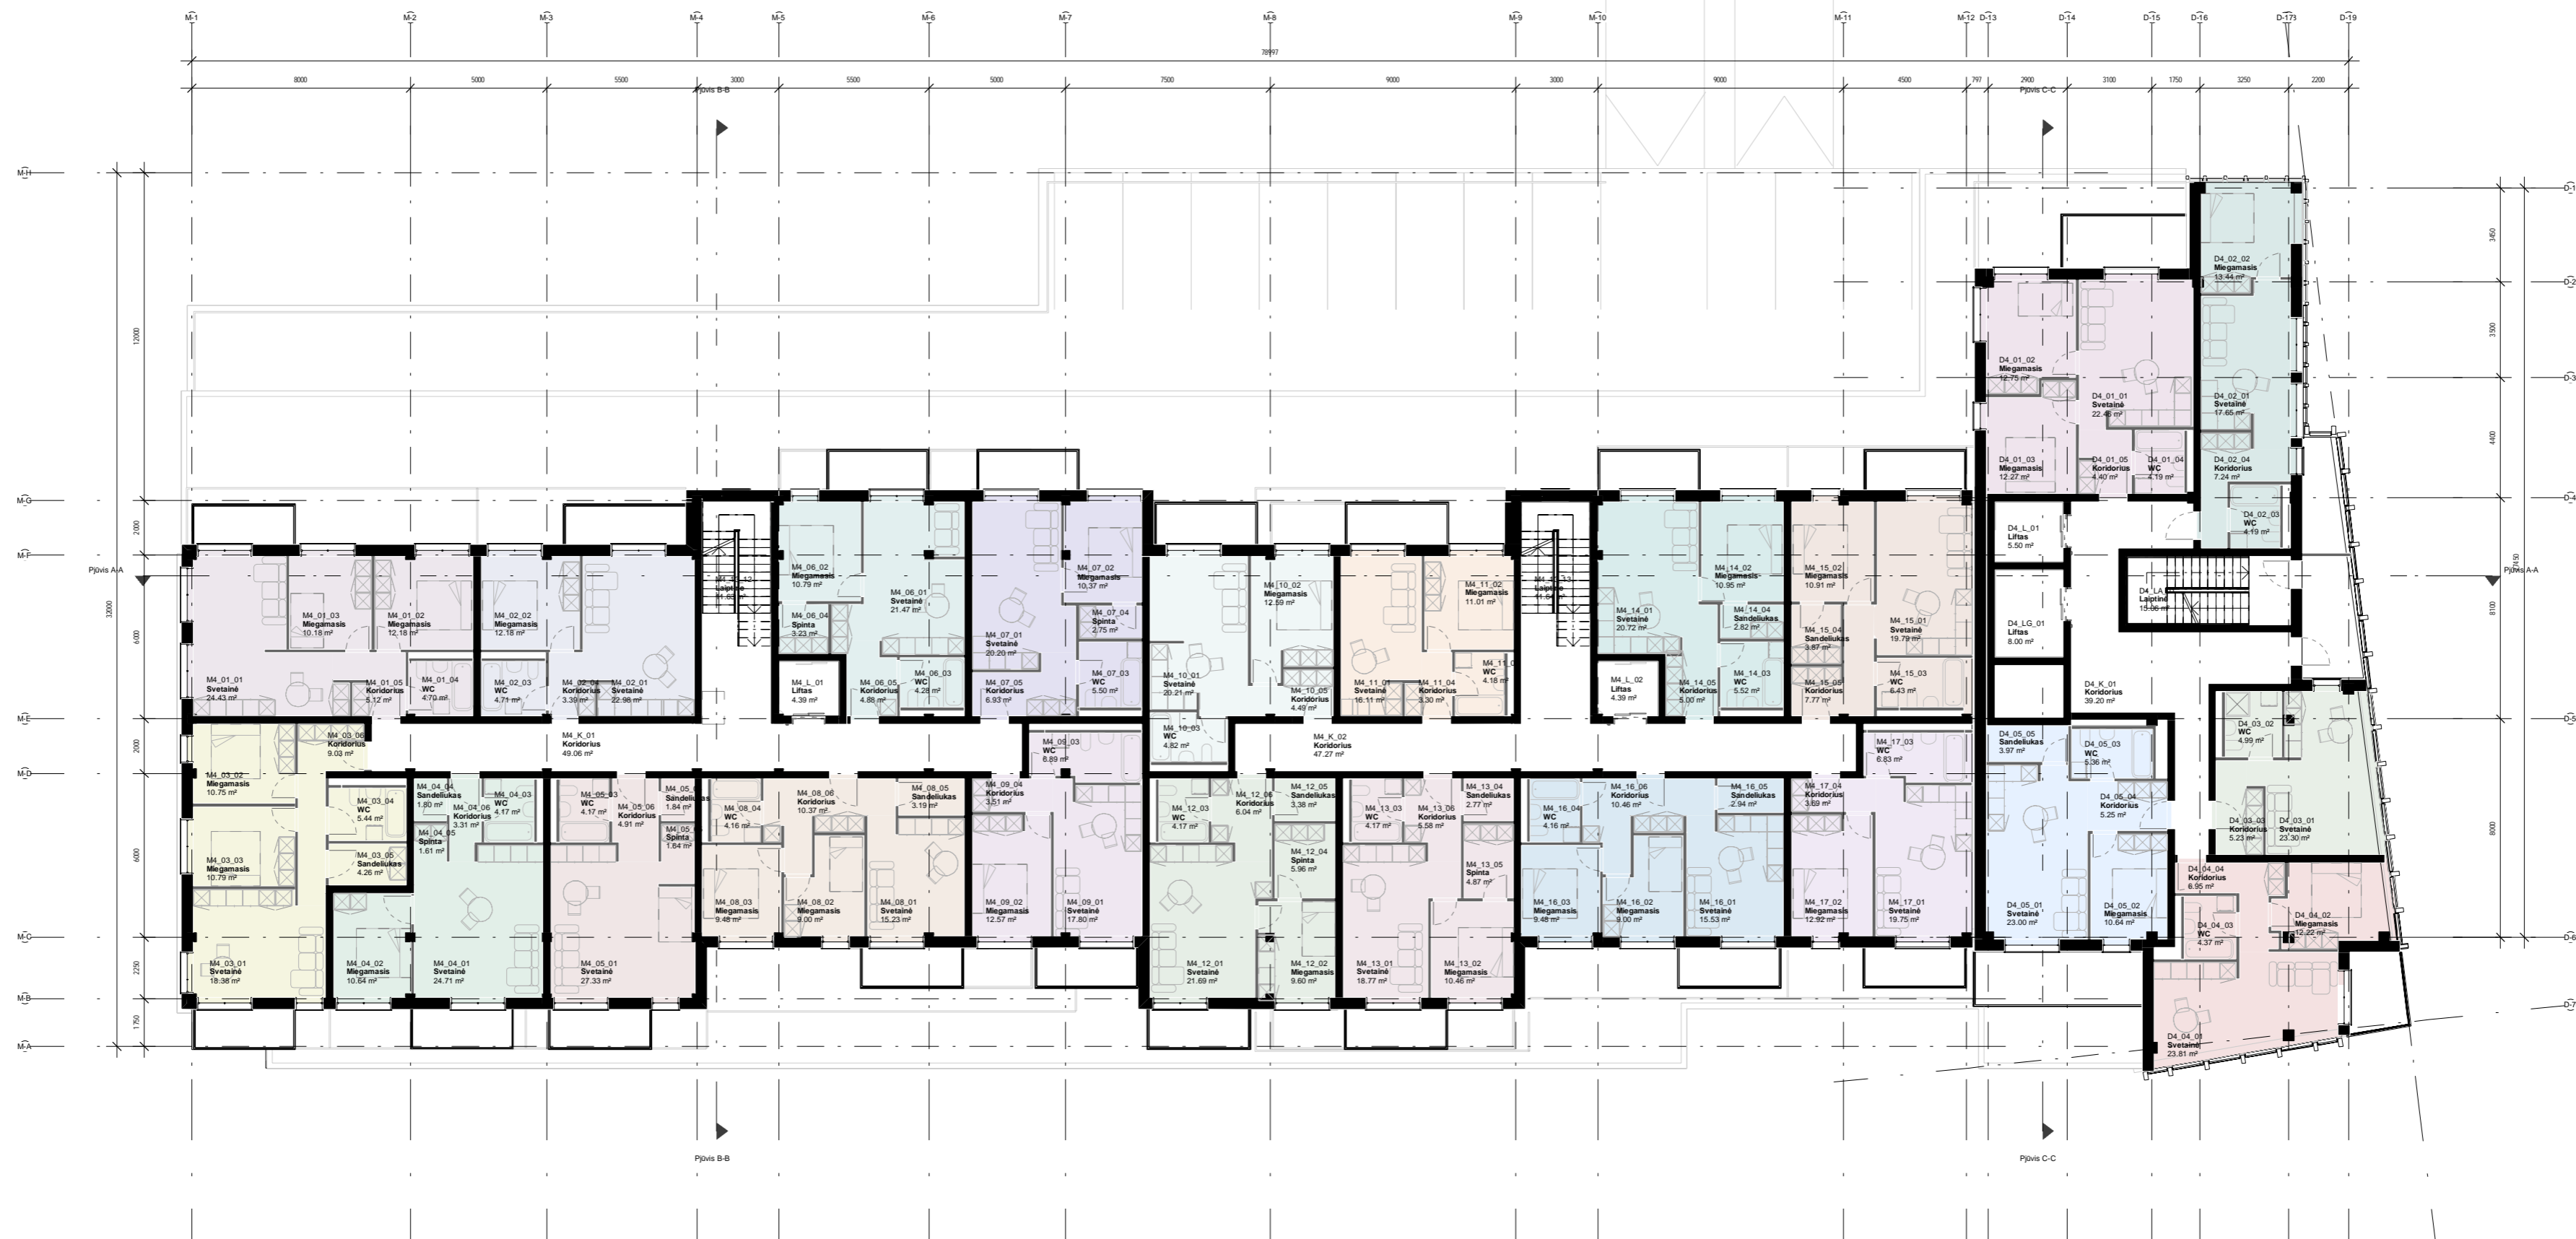 M-1
M-2
M-3
M-4
M-5
M-6
M-7
M-8
M-9
M-10
M-11
M-12
D-13
D-14
D-15
D-16
D-19
78997
8000
5000
5500
3000
5500
5000
7500
9000
3000
9000
4500
797
2900
3100
1750
3250
2200
Pjūvis B-B
Pjūvis C-C
M-H
M-G
M-F
M-E
M-D
M-C
M-B
M-A
12000
2000
6000
2000
6000
2250
1750
32000
Pjūvis A-A
D-1
D-2
D-3
D-4
D-5
D-6
D-7
3450
3500
4400
8100
8000
Pjūvis A-A
D4_02_02
Miegamasis
13.44 m²
D4_01_02
Miegamasis
12.75 m²
D4_01_01
Svetainė
D4_02_01
Svetainė
17.65 m²
D4_01_03
Miegamasis
12.27 m²
D4_01_05
Koridorius
4.40 m²
D4_01_04
WC
4.19 m²
D4_02_04
Koridorius
7.24 m²
D4_02_03
WC
4.19 m²
D4_L_01
Liftas
5.50 m²
Laiptinė
D4_LG_01
Liftas
8.00 m²
D4_K_01
Koridorius
39.20 m²
M4_01_03
Miegamasis
10.18 m²
M4_01_02
Miegamasis
12.18 m²
M4_02_02
Miegamasis
12.18 m²
M4_01_01
Svetainė
24.43 m²
M4_01_05
Koridorius
5.12 m²
M4_01_04
WC
4.70 m²
M4_02_03
WC
4.71 m²
M4_02_04
Koridorius
3.39 m²
M4_02_01
Svetainė
22.98 m²
Laiptinė
M4_06_02
Miegamasis
10.79 m²
M4_06_01
Svetainė
21.47 m²
M4_06_04
Spinta
3.23 m²
M4_L_01
Liftas
4.39 m²
M4_06_05
Koridorius
4.88 m²
M4_06_03
WC
4.28 m²
M4_07_02
Miegamasis
10.37 m²
M4_07_04
Spinta
2.75 m²
M4_07_01
Svetainė
20.20 m²
M4_07_03
WC
5.50 m²
M4_07_05
Koridorius
6.93 m²
M4_10_02
Miegamasis
12.59 m²
M4_10_01
Svetainė
20.21 m²
M4_10_05
Koridorius
4.49 m²
M4_10_03
WC
4.82 m²
M4_11_02
Miegamasis
11.01 m²
M4_11_01
Svetainė
16.11 m²
M4_11_04
Koridorius
3.30 m²
WC
4.18 m²
M4_14_02
Miegamasis
10.95 m²
M4_14_01
Svetainė
20.72 m²
M4_14_04
Sandeliukas
2.82 m²
M4_L_02
Liftas
4.39 m²
M4_14_05
Koridorius
5.00 m²
M4_14_03
WC
5.52 m²
M4_15_02
Miegamasis
10.91 m²
M4_15_04
Sandeliukas
3.87 m²
M4_15_01
Svetainė
19.79 m²
M4_15_05
Koridorius
7.77 m²
M4_15_03
WC
6.43 m²
M4_03_06
Koridorius
9.03 m²
M4_K_01
Koridorius
49.06 m²
M4_K_02
Koridorius
47.27 m²
M4_03_02
Miegamasis
10.75 m²
M4_03_04
WC
5.44 m²
M4_03_03
Miegamasis
10.79 m²
M4_03_05
Sandeliukas
4.26 m²
M4_03_01
Svetainė
18.38 m²
M4_04_04
Sandeliukas
1.80 m²
M4_04_03
WC
4.17 m²
M4_04_06
Koridorius
3.31 m²
M4_04_05
Spinta
1.61 m²
M4_04_02
Miegamasis
10.64 m²
M4_04_01
Svetainė
24.71 m²
M4_05_03
WC
4.17 m²
M4_05_06
Koridorius
4.91 m²
Sandeliukas
1.84 m²
Spinta
1.64 m²
M4_05_01
Svetainė
27.33 m²
M4_08_04
WC
4.16 m²
M4_08_06
Koridorius
10.37 m²
M4_08_05
Sandeliukas
3.19 m²
M4_08_03
Miegamasis
9.48 m²
M4_08_02
Miegamasis
9.00 m²
M4_08_01
Svetainė
15.23 m²
M4_09_03
WC
6.89 m²
M4_09_04
Koridorius
3.51 m²
M4_09_02
Miegamasis
12.57 m²
M4_09_01
Svetainė
17.80 m²
M4_12_03
WC
4.17 m²
M4_12_06
Koridorius
6.04 m²
M4_12_05
Sandeliukas
3.38 m²
M4_12_04
Spinta
5.96 m²
M4_12_01
Svetainė
21.69 m²
M4_12_02
Miegamasis
9.60 m²
M4_13_03
WC
4.17 m²
M4_13_06
Koridorius
5.58 m²
M4_13_04
Sandeliukas
2.77 m²
M4_13_05
Spinta
4.87 m²
M4_13_01
Svetainė
18.77 m²
M4_13_02
Miegamasis
10.46 m²
M4_16_04
WC
4.16 m²
M4_16_06
Koridorius
10.46 m²
M4_16_05
Sandeliukas
2.94 m²
M4_16_03
Miegamasis
9.48 m²
M4_16_02
Miegamasis
9.00 m²
M4_16_01
Svetainė
15.53 m²
M4_17_03
WC
6.83 m²
M4_17_04
Koridorius
3.69 m²
M4_17_02
Miegamasis
12.92 m²
M4_17_01
Svetainė
19.75 m²
D4_05_05
Sandeliukas
3.97 m²
D4_05_03
WC
5.36 m²
D4_05_04
Koridorius
5.25 m²
D4_05_01
Svetainė
23.00 m²
D4_05_02
Miegamasis
10.64 m²
D4_03_02
WC
4.99 m²
D4_03_03
Koridorius
5.23 m²
D4_03_01
Svetainė
23.30 m²
D4_04_04
Koridorius
6.95 m²
D4_04_02
Miegamasis
12.22 m²
D4_04_03
WC
4.37 m²
D4_04_01
Svetainė
23.81 m²
Pjūvis B-B
Pjūvis C-C